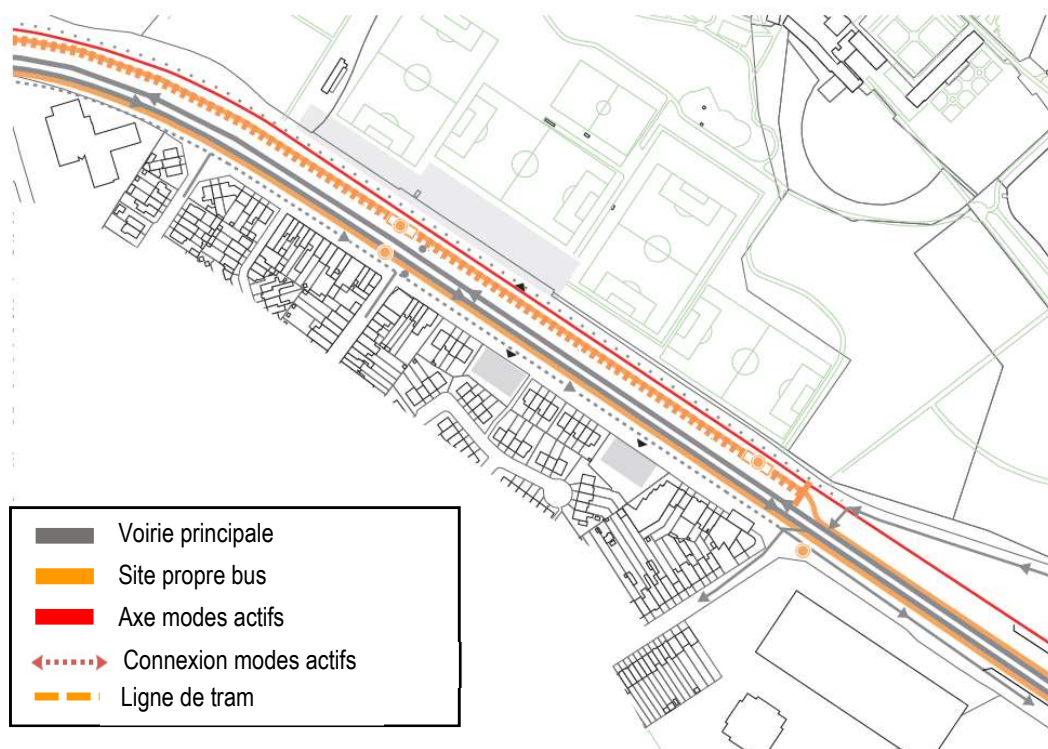 Voirie principale
Site propre bus
Axe modes actifs
Connexion modes actifs
Ligne de tram